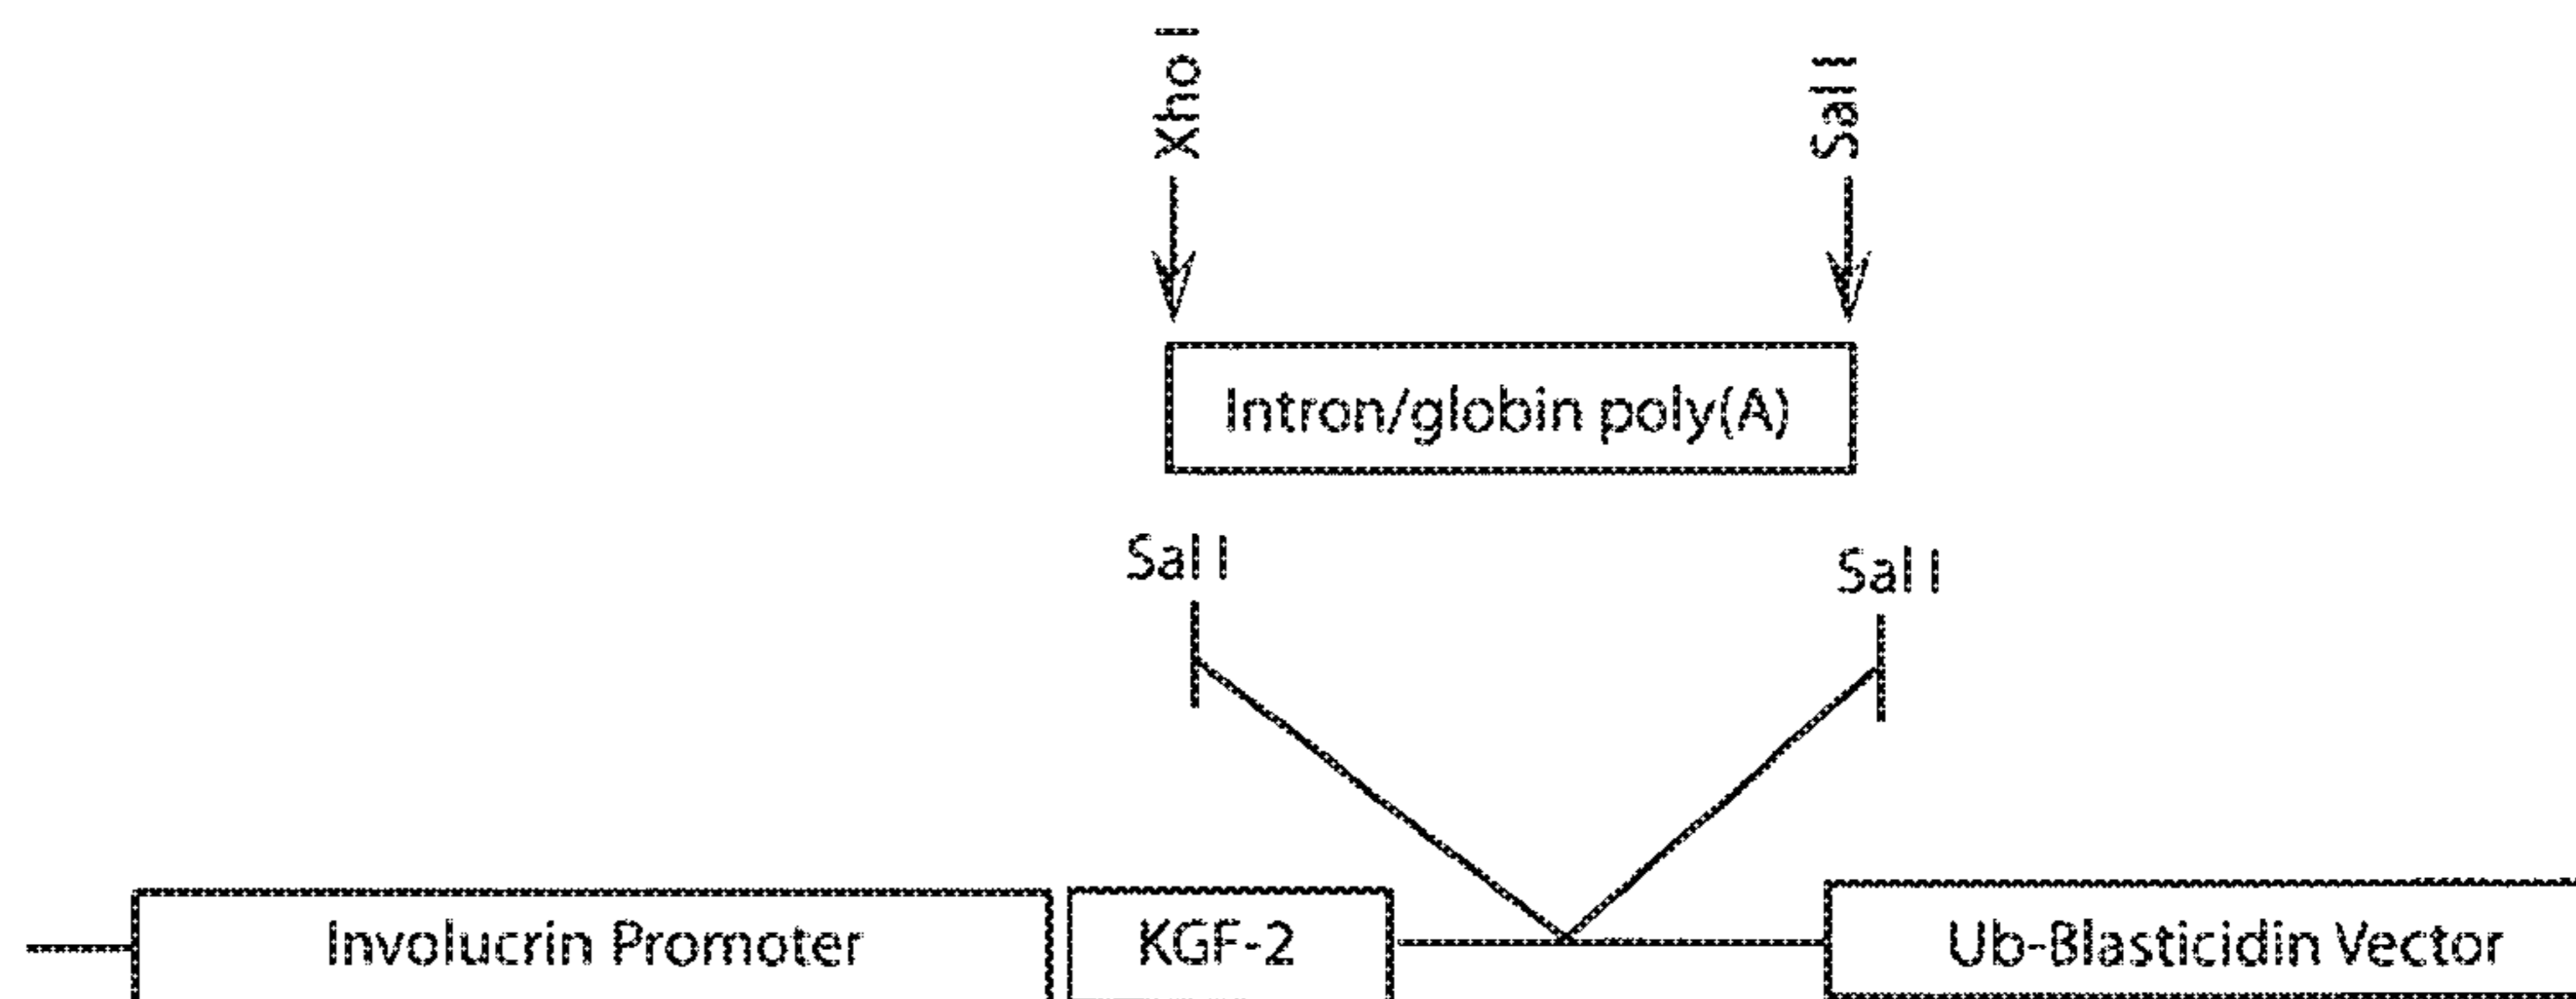 Xho I
Sal I
Intron/globin poly(A)
Sal I
Sal I
Involucrin Promoter
KGF-2
Ub-Blasticidin Vector